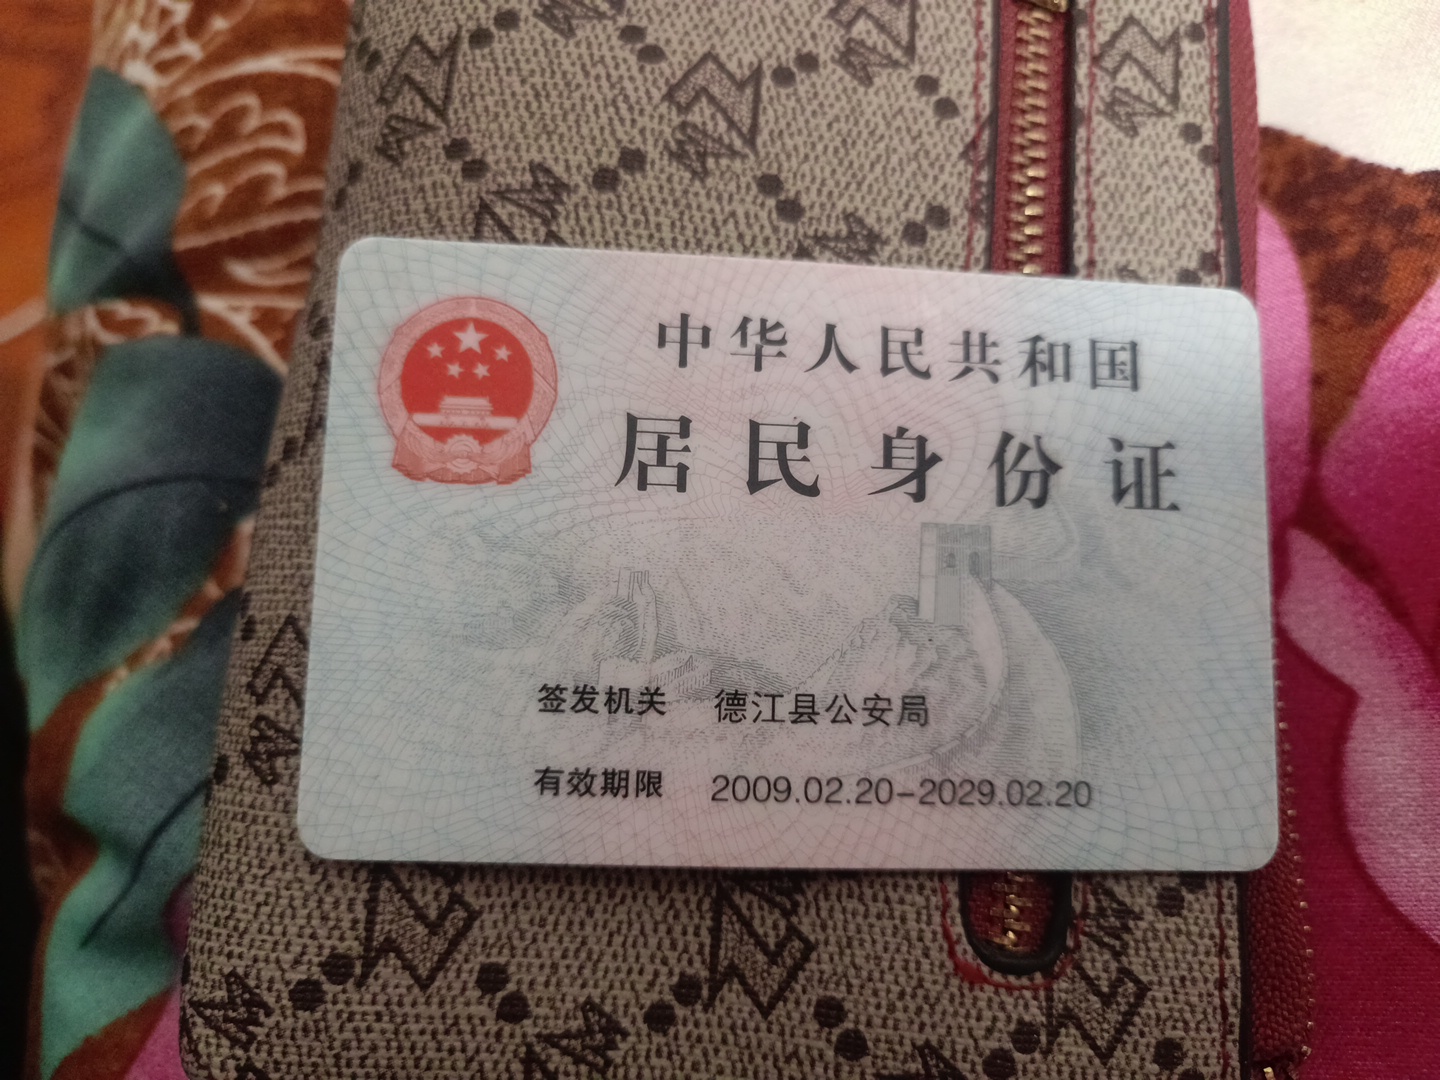 中华人民共和国
居民身份证
签发机关 德江县公安局
有效期限 2009.02.20-2029.02.20